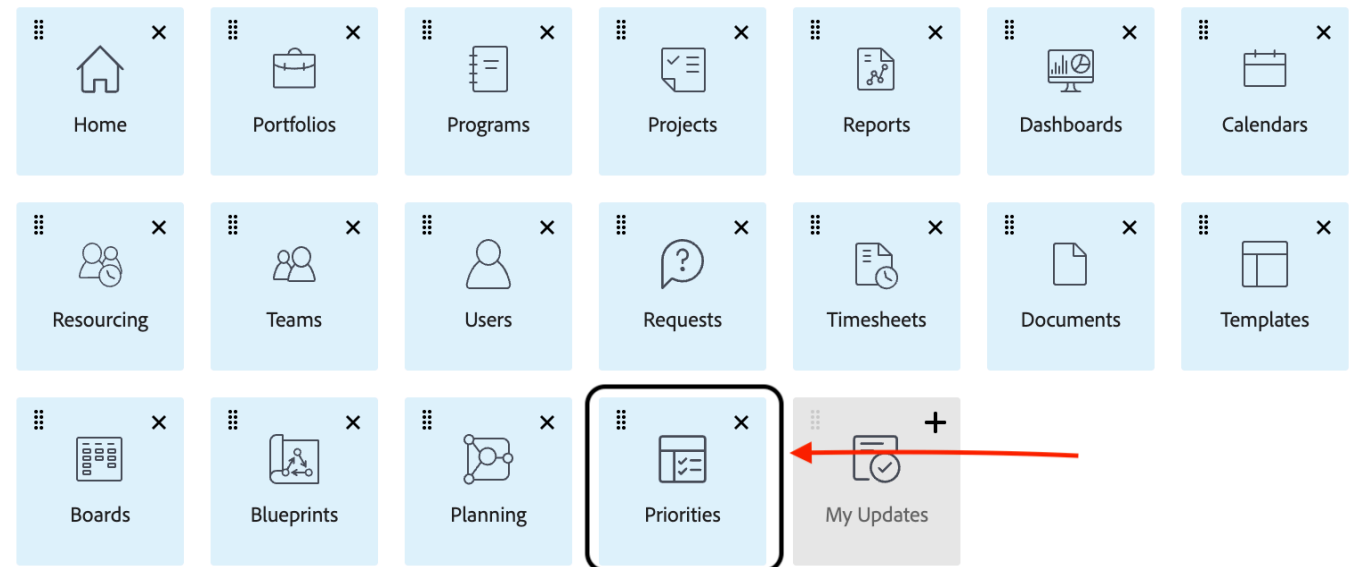 Home
Portfolios
Programs
Projects
Reports
Dashboards
Calendars
Resourcing
Teams
Users
Requests
Timesheets
Documents
Templates
Boards
Blueprints
Planning
Priorities
My Updates